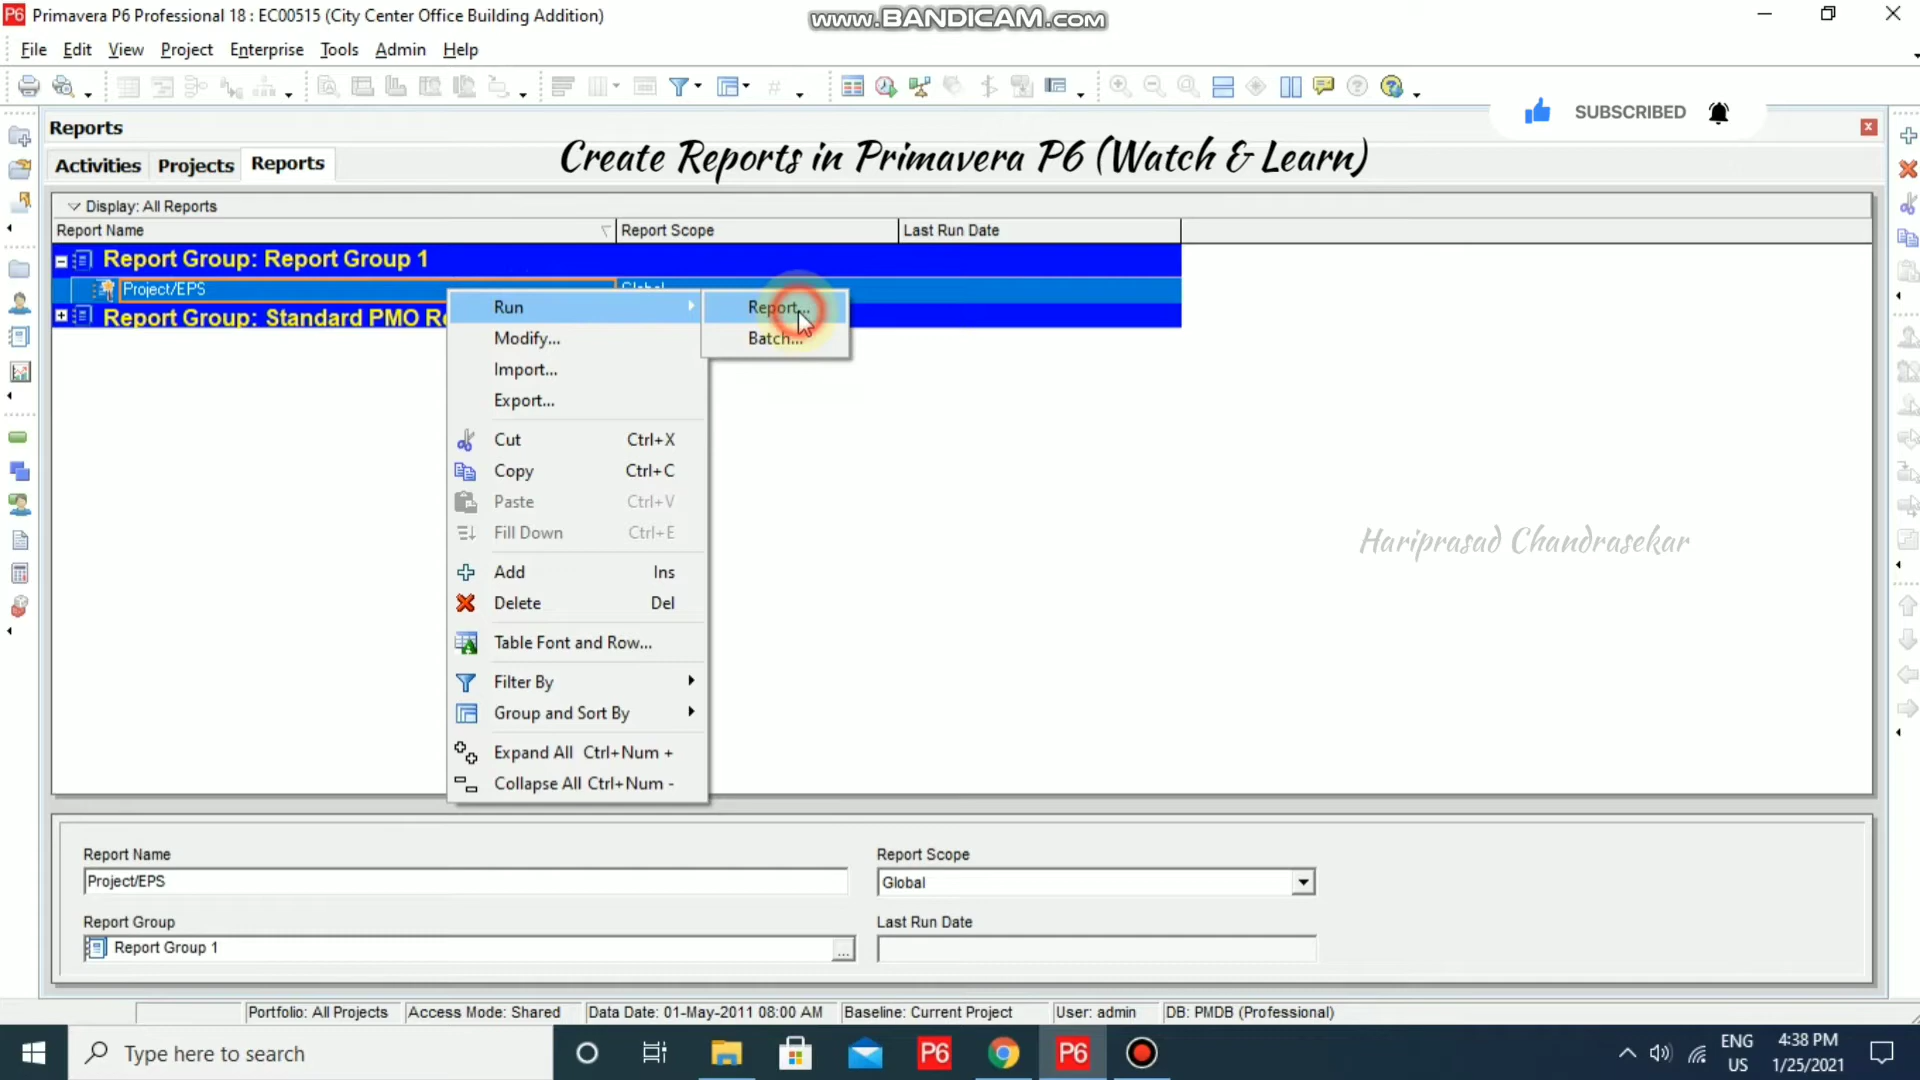 P6 Primavera P6 Professional 18 : EC00515 (City Center Office Building Addition)
www.BANDICAM.com
File Edit View Project Enterprise Tools Admin Help
SUBSCRIBED
Reports
Activities Projects Reports
Create Reports in Primavera P6 (Watch & Learn)
Display: All Reports
Report Name Report Scope Last Run Date
Report Group: Report Group 1
Project/EPS Global
Report Group: Standard PMO Re
Run
Report...
Modify...
Batch...
Import...
Export...
Cut Ctrl+X
Copy Ctrl+C
Paste Ctrl+V
Fill Down Ctrl+E
Hariprasad Chandrasekar
Add Ins
Delete Del
Table Font and Row...
Filter By
Group and Sort By
Expand All Ctrl+Num +
Collapse All Ctrl+Num -
Report Name Report Scope
Project/EPS Global
Report Group Last Run Date
Report Group 1 ...
Portfolio: All Projects Access Mode: Shared Data Date: 01-May-2011 08:00 AM Baseline: Current Project User: admin DB: PMDB (Professional)
Type here to search
P6 P6
ENG
US
4:38 PM
1/25/2021